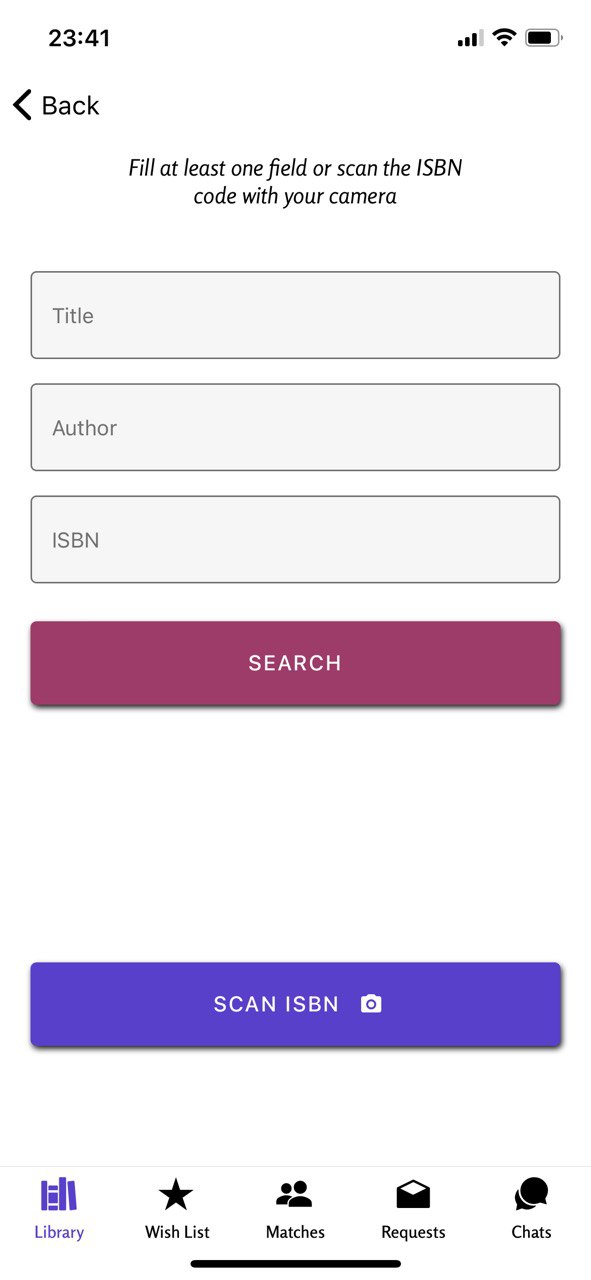 23:41
Back
Fill at least one field or scan the ISBN
code with your camera
Title
Author
ISBN
SEARCH
SCAN ISBN
Library
Wish List
Matches
Requests
Chats